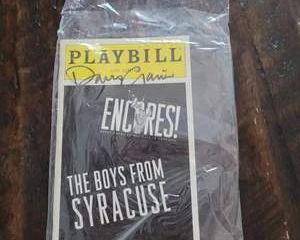 PLAYBILL
ENCORES!
THE BOYS FROM
SYRACUSE